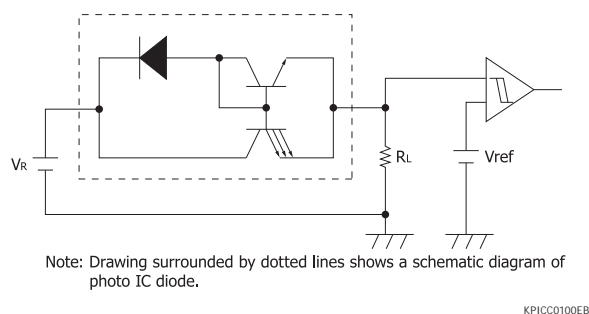 VR
RL
Vref
Note: Drawing surrounded by dotted lines shows a schematic diagram of
photo IC diode.
KPICC0100EB